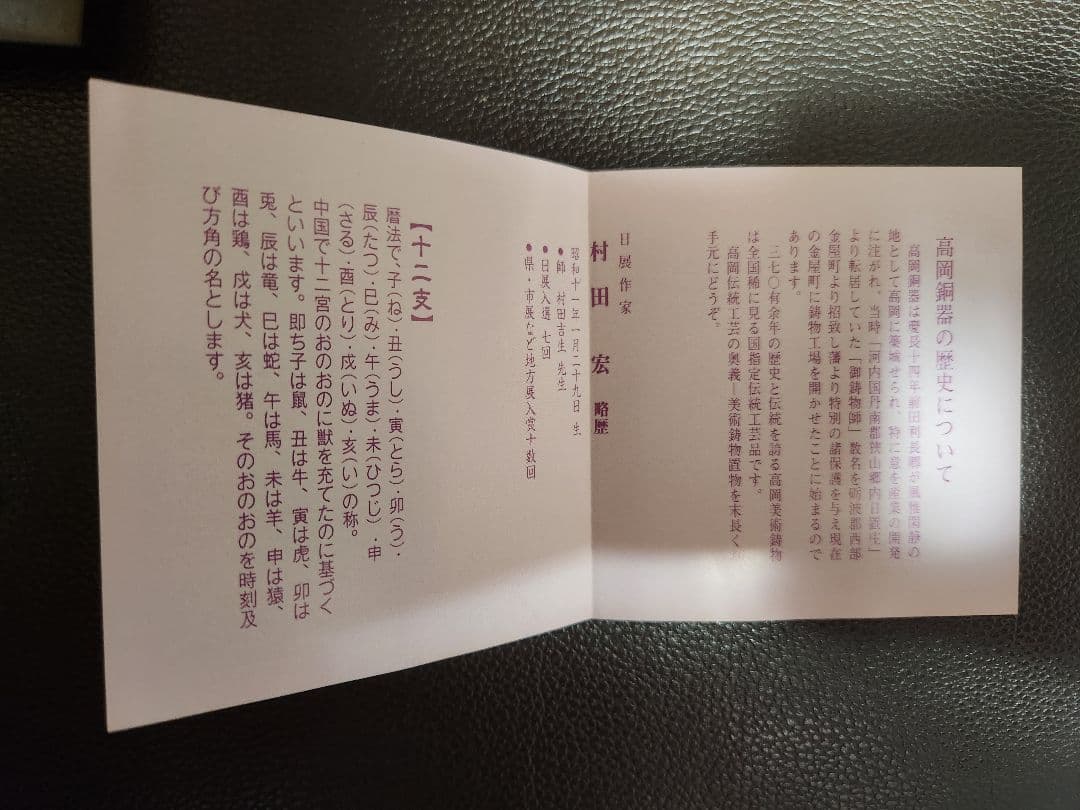 高岡銅器の歴史について
高岡銅器は慶長十四年前田利長卿が風雅閑静の
地として高岡に築城せられ、特に意を産業の開発
に注がれ、当時「河内国丹南郡狭山郷内日置庄」
より転居していた「御鋳物師」数名を砺波郡西部
金屋町より招致し藩より特別の諸保護を与え現在
の金屋町に鋳物工場を開かせたことに始まるので
あります。
三七〇有余年の歴史と伝統を誇る高岡美術鋳物
は全国稀に見る国指定伝統工芸品です。
高岡伝統工芸の奥義ー美術鋳物置物を末長く
手元にどうぞ。
日展作家
村田 宏 略歴
昭和十一年一月二十九日 生
●師 村田吉生 先生
●日展入選 七回
●県・市展など地方展入賞十数回
【十二支】
暦法で、子(ね)・丑(うし)・寅(とら)・卯(う)・
辰(たつ)・巳(み)・午(うま)・未(ひつじ)・申
(さる)・酉(とり)・戌(いぬ)・亥(い)の称。
中国で十二宮のおのおのに獣を充てたのに基づく
といいます。即ち子は鼠、丑は牛、寅は虎、卯は
兎、辰は竜、巳は蛇、午は馬、未は羊、申は猿、
酉は鶏、戌は犬、亥は猪。そのおのおのを時刻及
び方角の名とします。